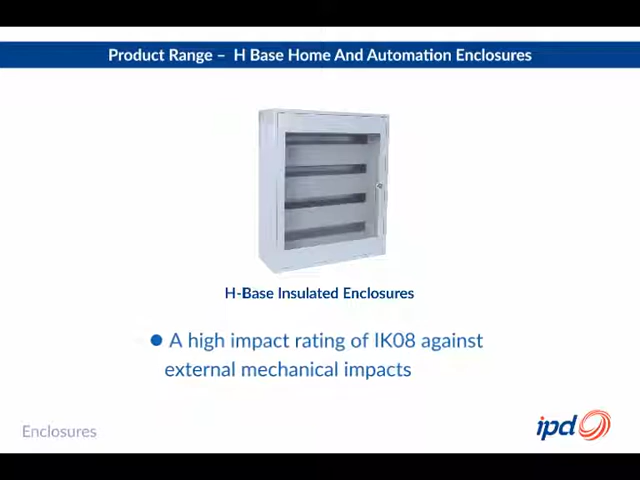 Product Range – H Base Home And Automation Enclosures
H-Base Insulated Enclosures
● A high impact rating of IK08 against
external mechanical impacts
Enclosures
ipd